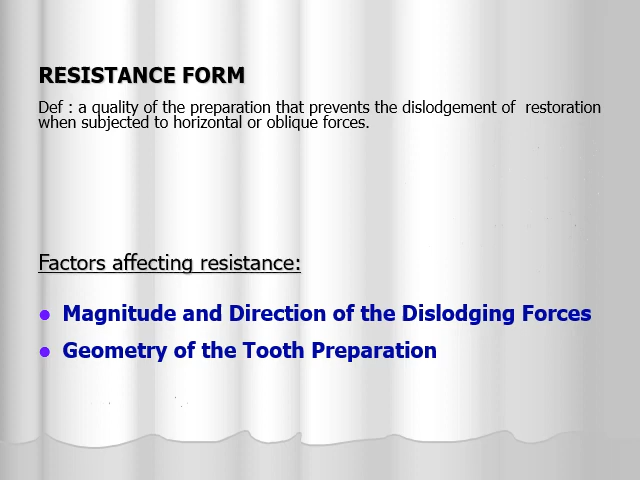 RESISTANCE FORM
Def : a quality of the preparation that prevents the dislodgement of  restoration
when subjected to horizontal or oblique forces.
Factors affecting resistance:
● Magnitude and Direction of the Dislodging Forces
● Geometry of the Tooth Preparation